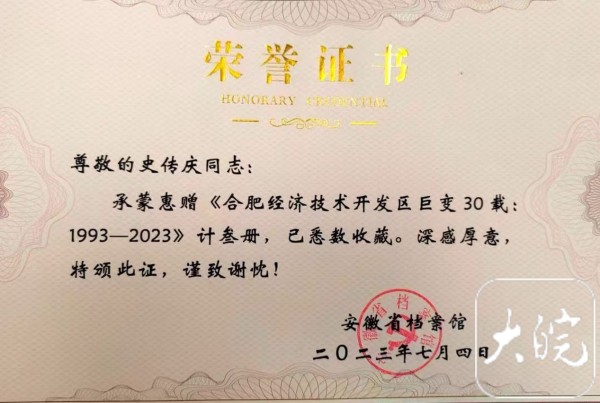 荣誉证书
HONORARY
尊敬的史传庆同志：
承蒙惠赠《合肥经济技术开发区巨变30载：
1993—2023》计叁册，已悉数收藏。深感厚意，
特颁此证，谨致谢忱！
安徽省档案馆
二〇二三年七月四日
大皖